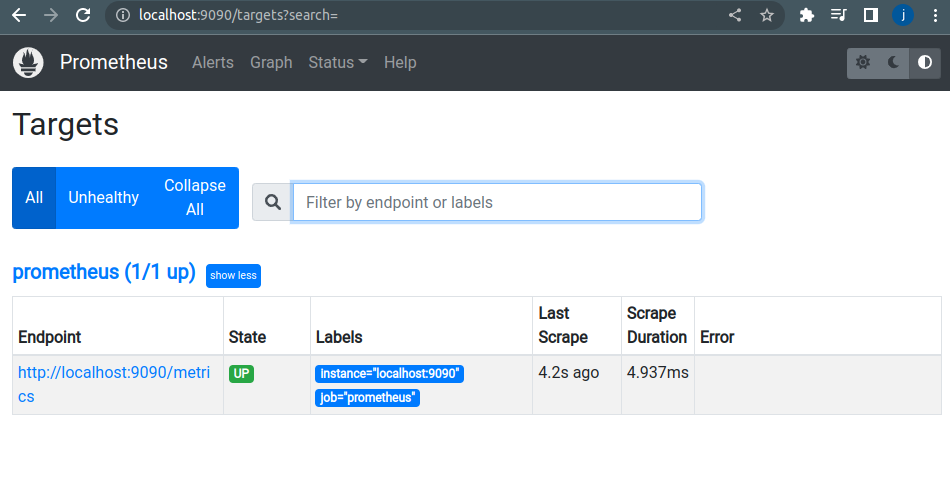 localhost:9090/targets?search=
j
Prometheus Alerts Graph Status Help
Targets
All Unhealthy Collapse All
Filter by endpoint or labels
prometheus (1/1 up) show less
Endpoint State Labels Last Scrape Scrape Duration Error
http://localhost:9090/metrics UP instance="localhost:9090" job="prometheus" 4.2s ago 4.937ms